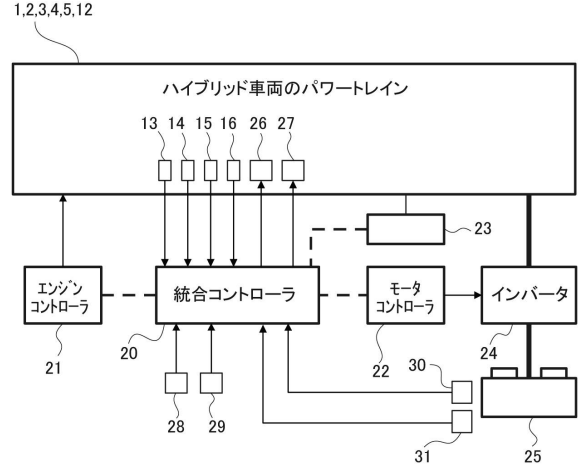 1,2,3,4,5,12
ハイブリッド車両のパワートレイン
13 14 15 16 26 27
23
エンジン
コントローラ
統合コントローラ
モータ
コントローラ
インバータ
21
20
22
24
30
28
29
31
25